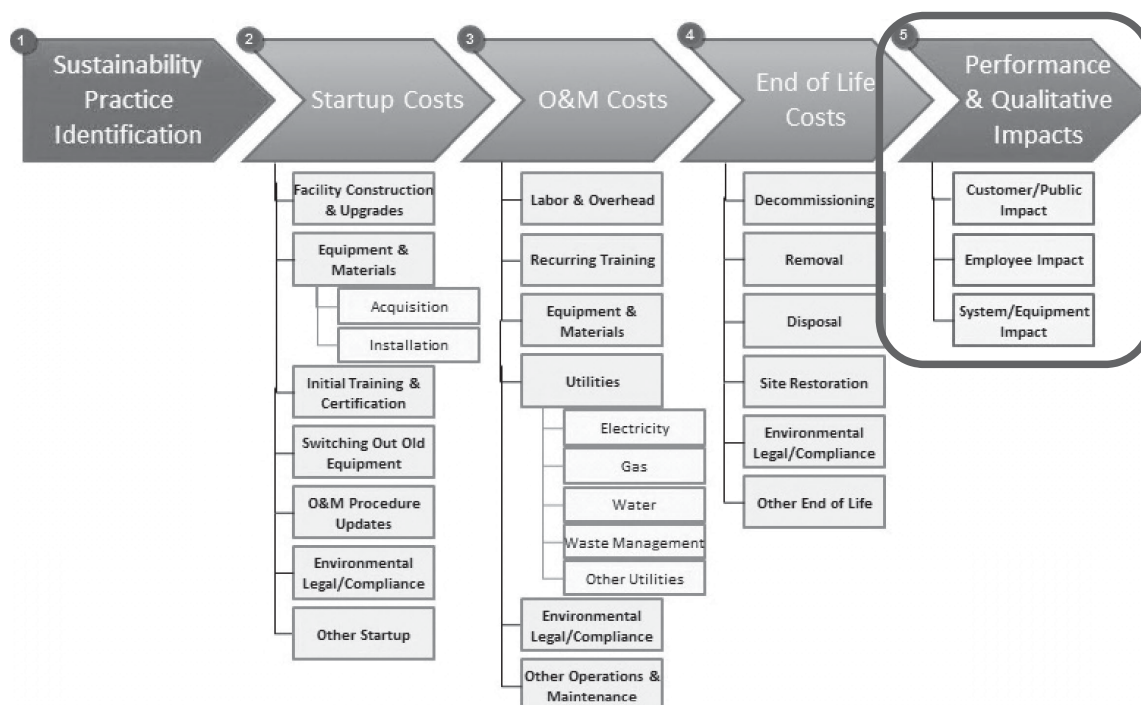 1
Sustainability
Practice
Identification
2
Startup Costs
3
O&M Costs
4
End of Life
Costs
5
Performance
& Qualitative
Impacts
Facility Construction
& Upgrades
Equipment &
Materials
Acquisition
Installation
Initial Training &
Certification
Switching Out Old
Equipment
O&M Procedure
Updates
Environmental
Legal/Compliance
Other Startup
Labor & Overhead
Recurring Training
Equipment &
Materials
Utilities
Electricity
Gas
Water
Waste Management
Other Utilities
Environmental
Legal/Compliance
Other Operations &
Maintenance
Decommissioning
Removal
Disposal
Site Restoration
Environmental
Legal/Compliance
Other End of Life
Customer/Public
Impact
Employee Impact
System/Equipment
Impact